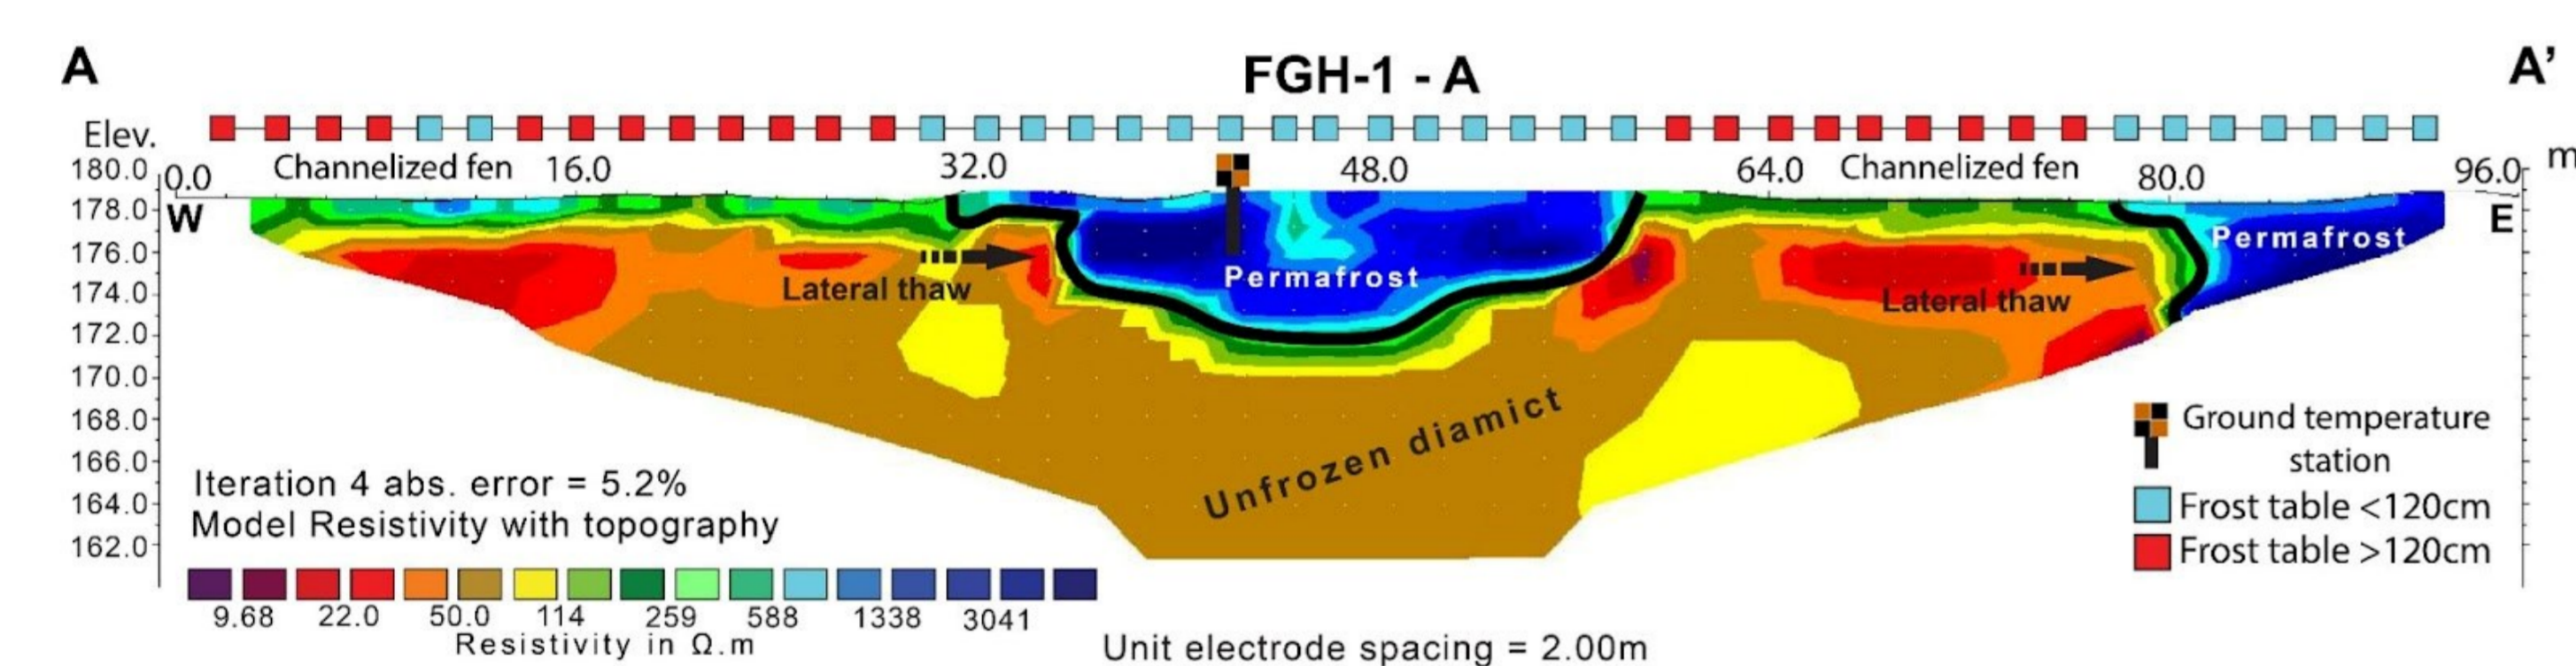 A
A’
FGH-1 - A
Elev.
m
180.0
0.0
Channelized fen
16.0
32.0
48.0
64.0
Channelized fen
80.0
96.0
178.0
W
E
Permafrost
176.0
Permafrost
174.0
Lateral thaw
Lateral thaw
172.0
170.0
168.0
Unfrozen diamict
Ground temperature
station
166.0
Iteration 4 abs. error = 5.2%
164.0
Frost table <120cm
Model Resistivity with topography
162.0
Frost table >120cm
9.68 22.0 50.0 114 259 588 1338 3041
Resistivity in Ω.m
Unit electrode spacing = 2.00m